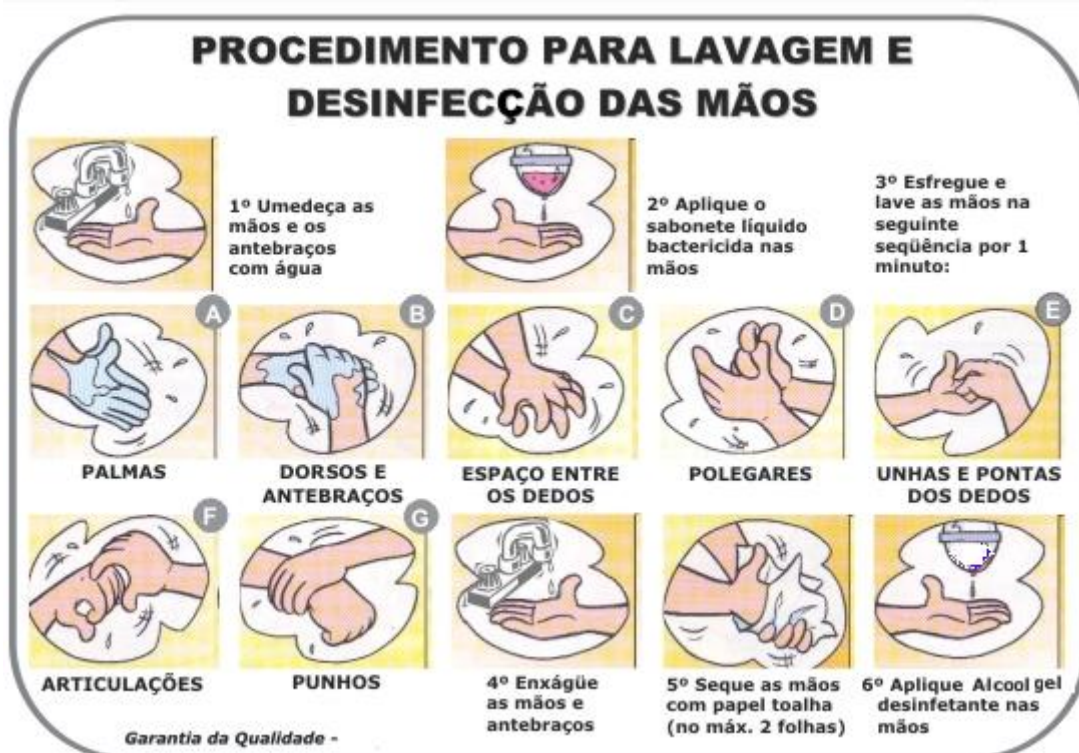 PROCEDIMENTO PARA LAVAGEM E
DESINFECÇÃO DAS MÃOS
1º Umedeça as
mãos e os
antebraços
com água
2º Aplique o
sabonete líquido
bactericida nas
mãos
3º Esfregue e
lave as mãos na
seguinte
seqüência por 1
minuto:
A
PALMAS
B
DORSOS E
ANTEBRAÇOS
C
ESPAÇO ENTRE
OS DEDOS
D
POLEGARES
E
UNHAS E PONTAS
DOS DEDOS
F
ARTICULAÇÕES
G
PUNHOS
4º Enxágüe
as mãos e
antebraços
5º Seque as mãos
com papel toalha
(no máx. 2 folhas)
6º Aplique Alcool gel
desinfetante nas
mãos
Garantia da Qualidade -